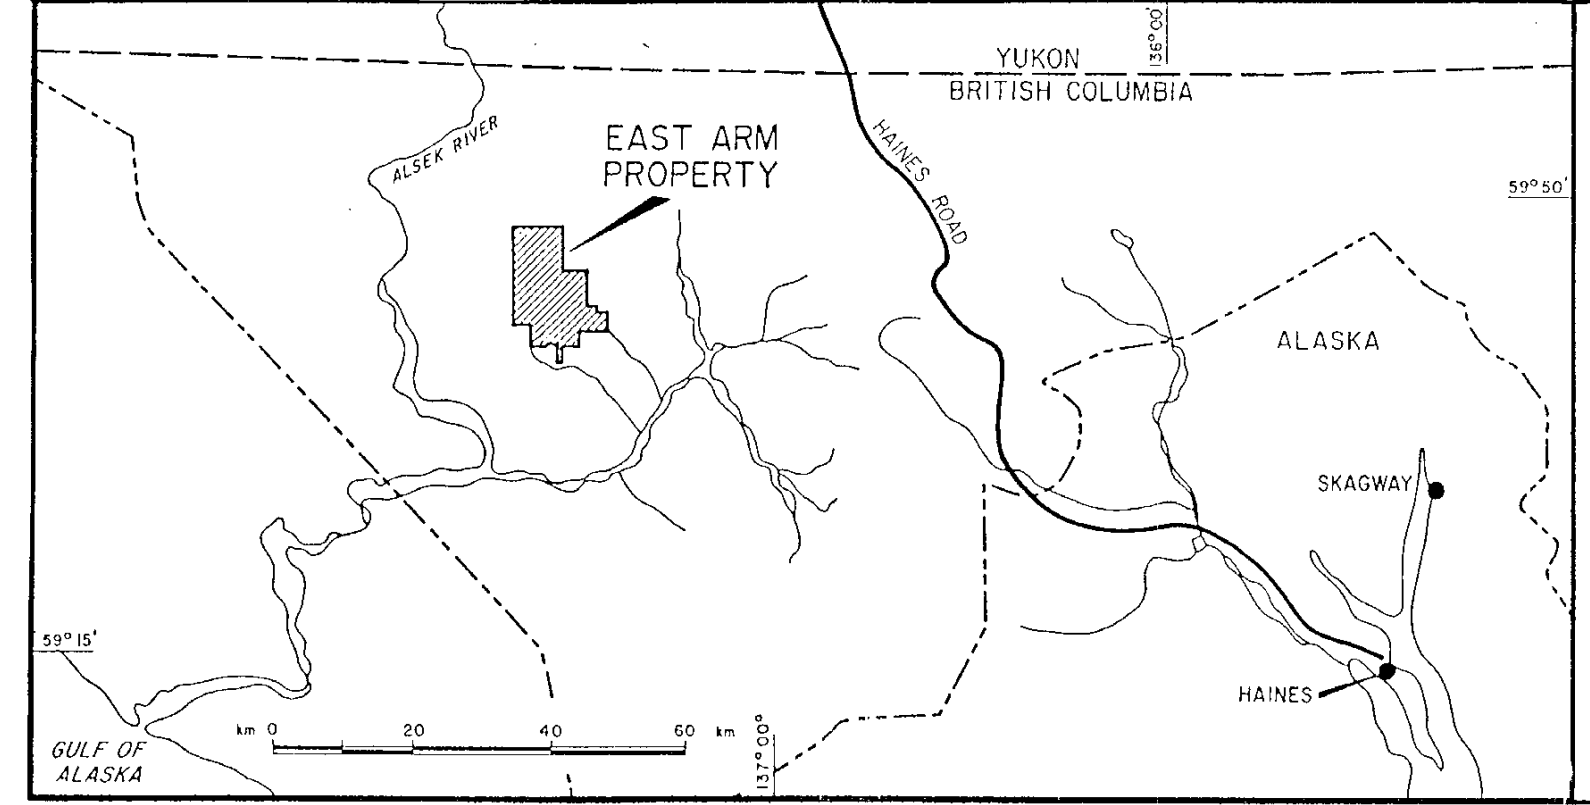 136°00'
YUKON
BRITISH COLUMBIA
HAINES ROAD
ALSEK RIVER
EAST ARM
PROPERTY
59°50'
ALASKA
SKAGWAY
59°15'
HAINES
km 0 20 40 60 km
137°00'
GULF OF
ALASKA